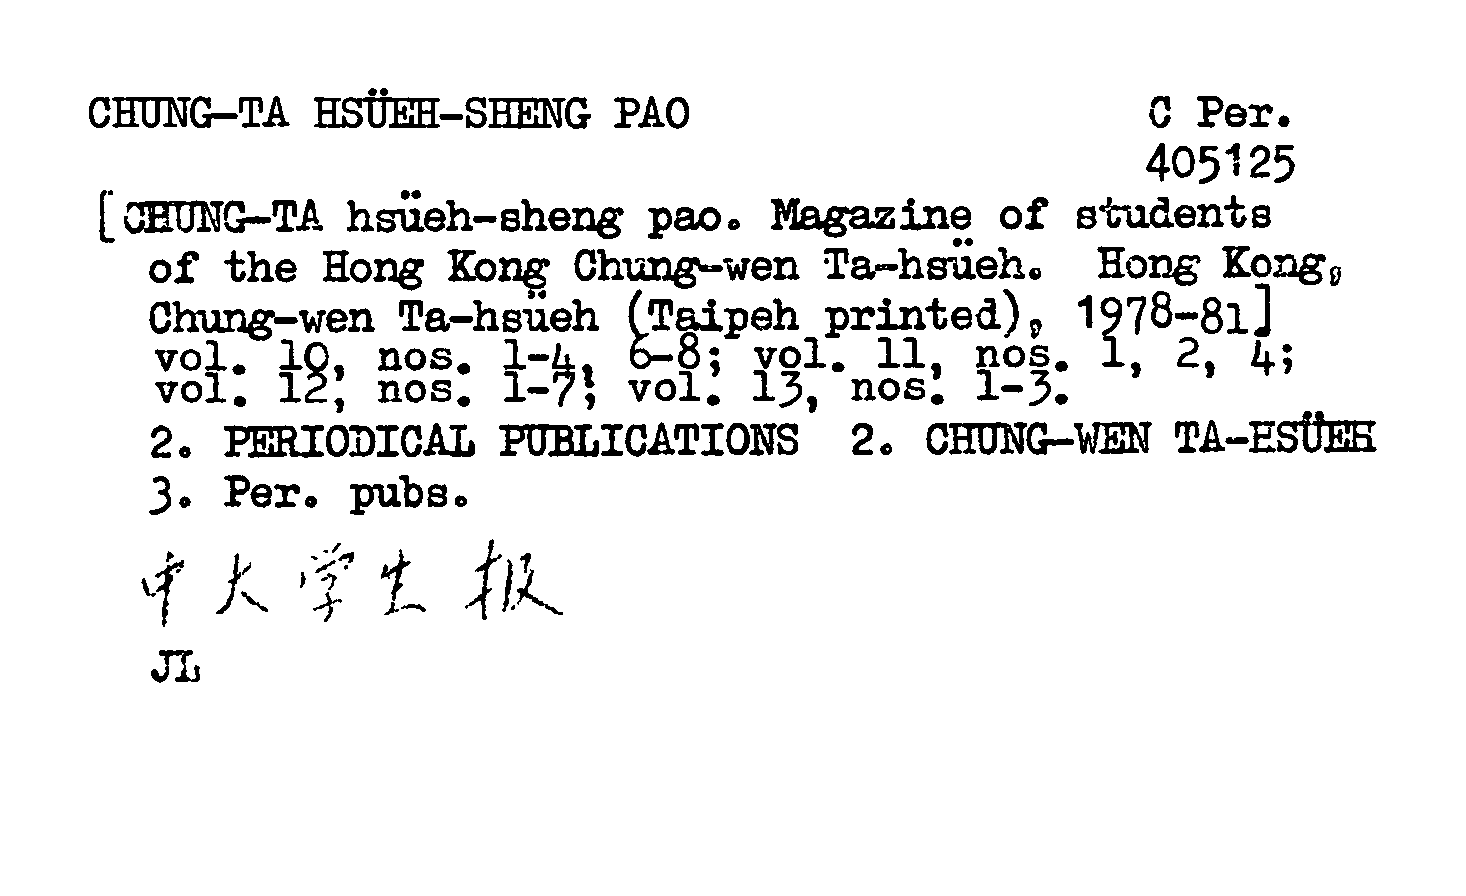 CHUNG-TA HSÜEH-SHENG PAO
C Per.
405125
[CHUNG-TA hsüeh-sheng pao. Magazine of students
of the Hong Kong Chung-wen Ta-hsüeh. Hong Kong,
Chung-wen Ta-hsüeh (Taipeh printed), 1978-81]
vol. 10, nos. 1-4, 6-8; vol. 11, nos. 1, 2, 4;
vol. 12, nos. 1-7; vol. 13, nos. 1-3.
2. PERIODICAL PUBLICATIONS 2. CHUNG-WEN TA-HSÜEH
3. Per. pubs.
中大学生报
JL